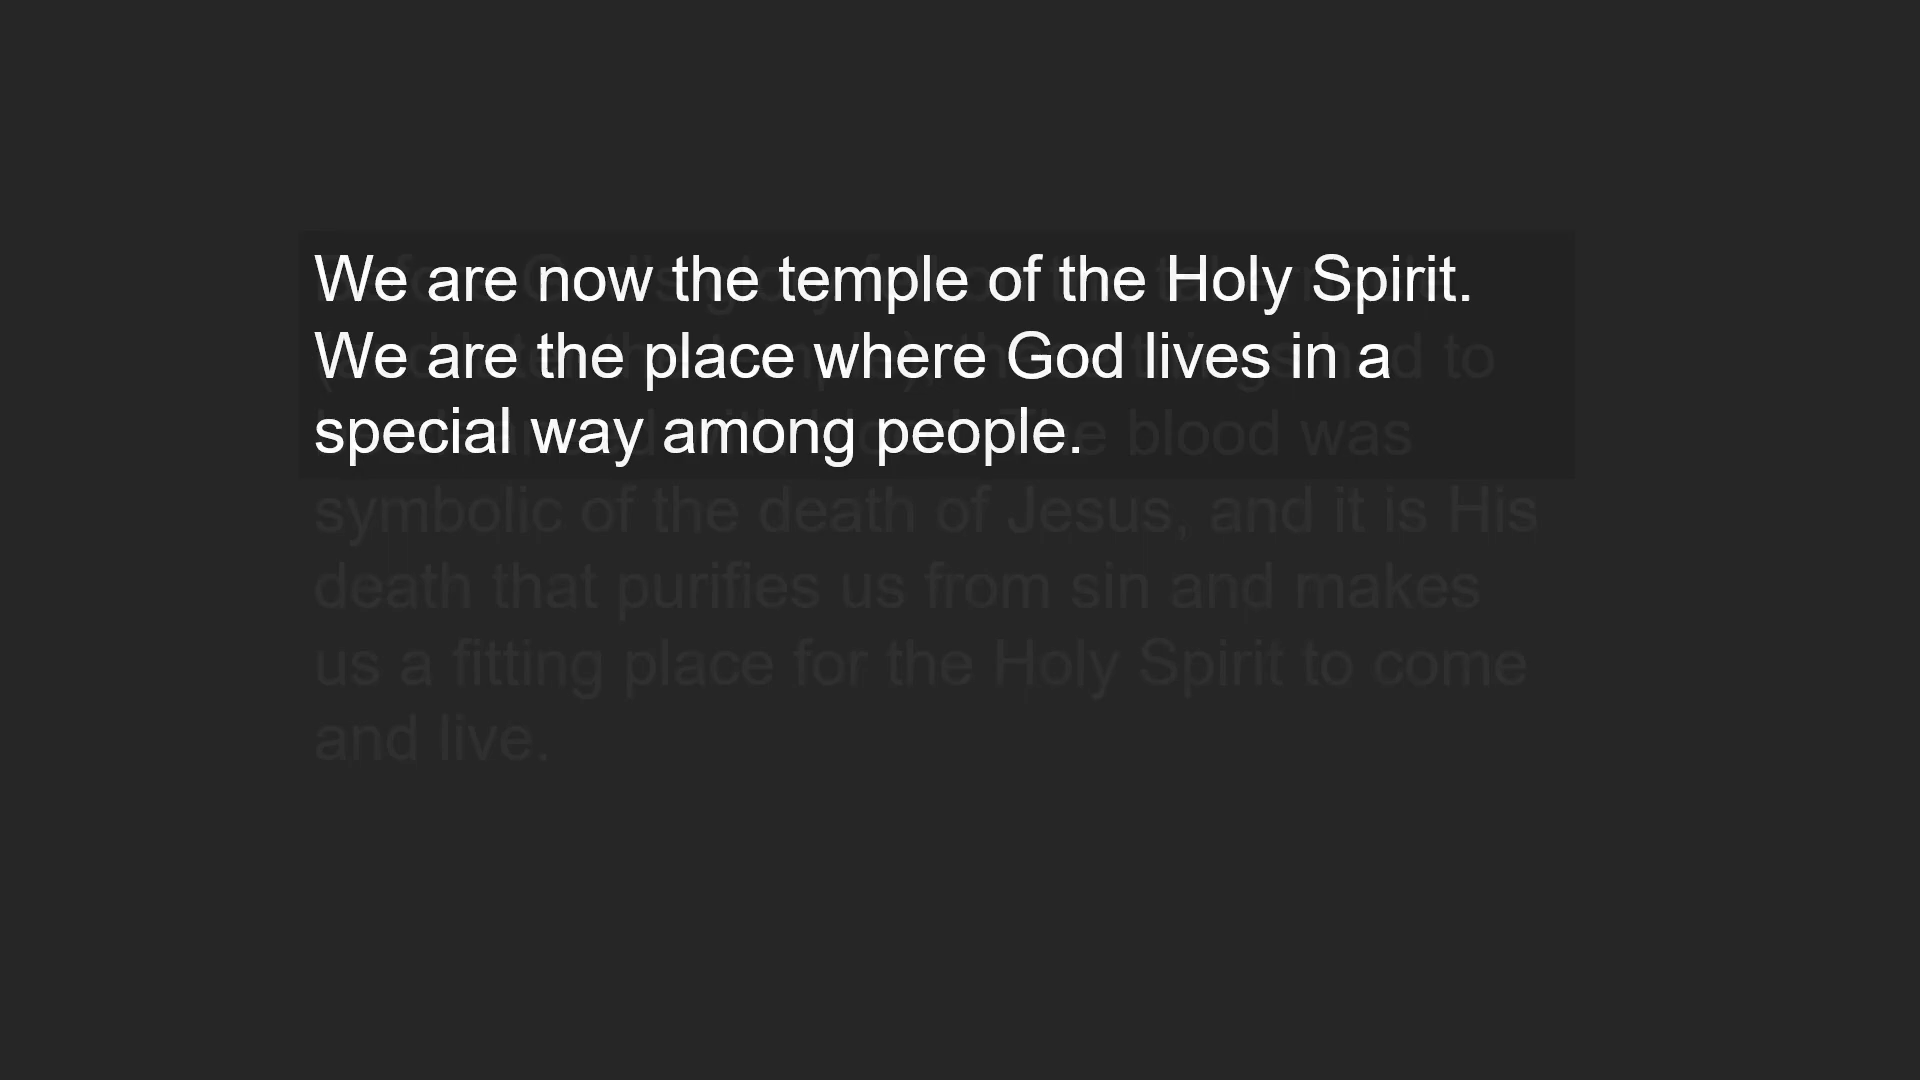 We are now the temple of the Holy Spirit.
We are the place where God lives in a
special way among people.
blood was
symbolic of the death of Jesus, and it is His
death that purifies us from sin and makes
us a fitting place for the Holy Spirit to come
and live.